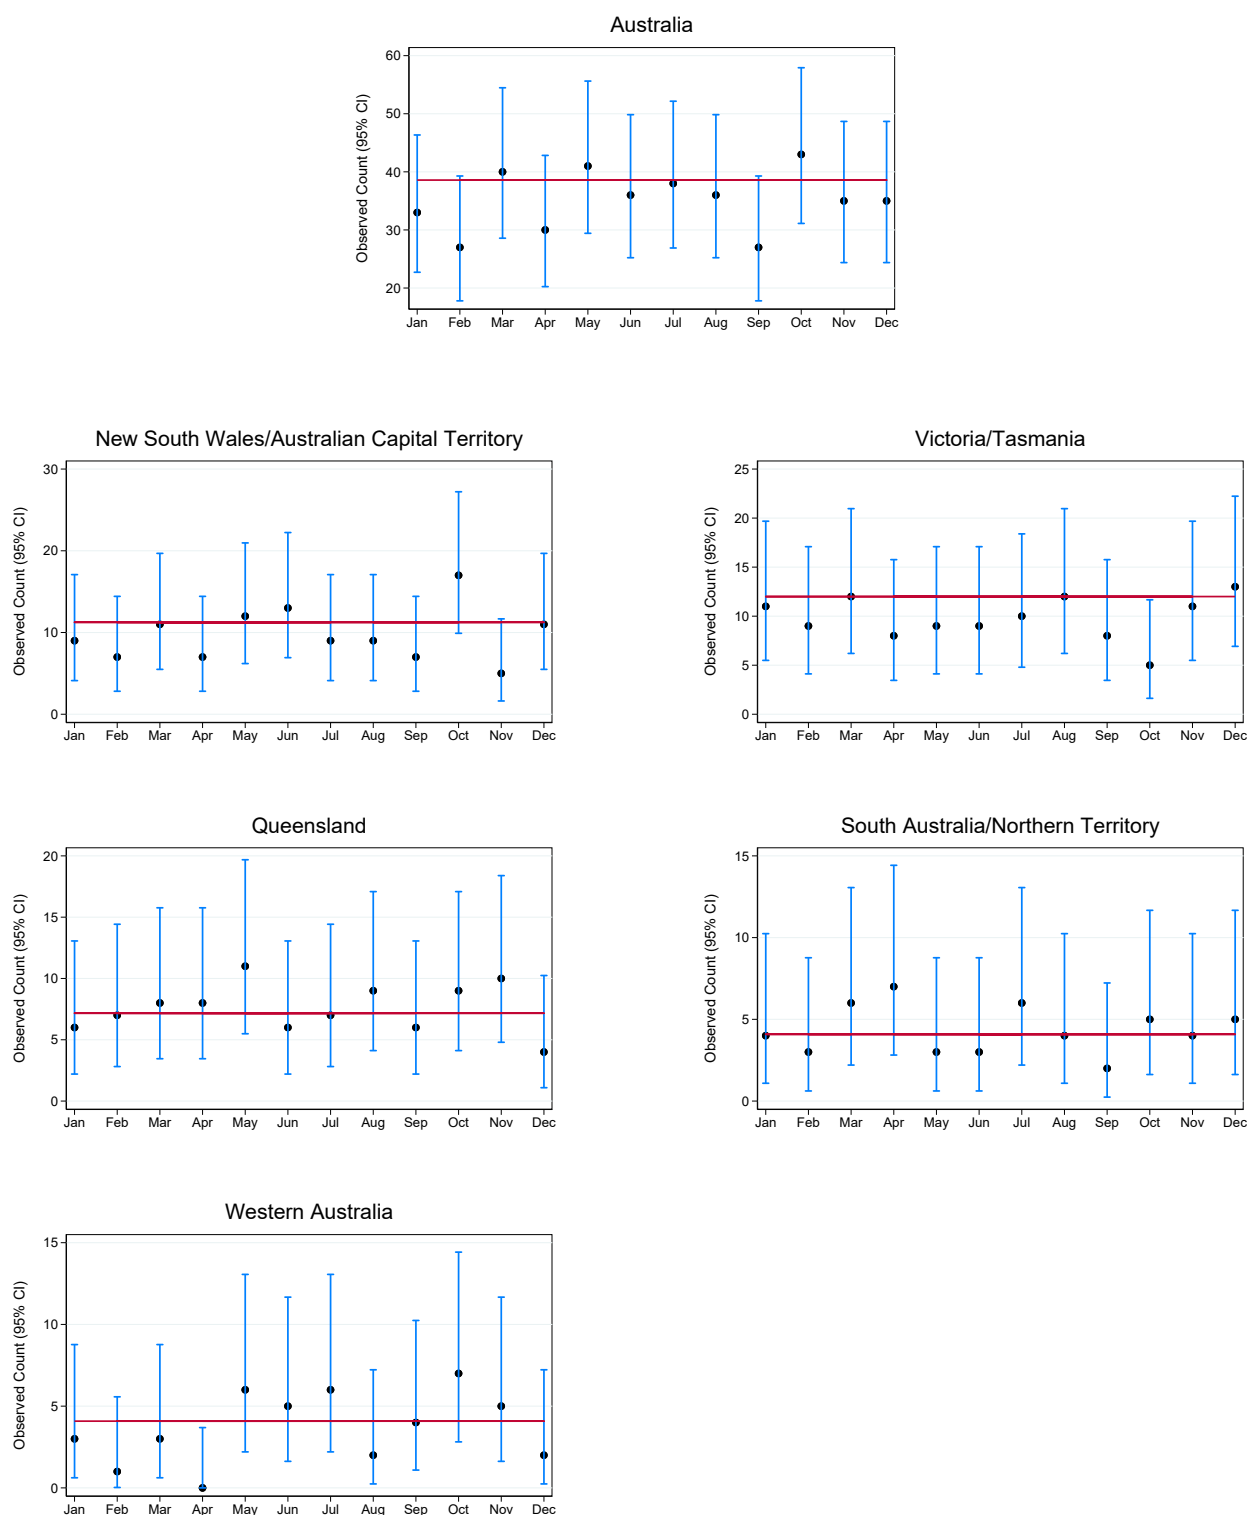 Australia
Observed Count (95% CI)
60
50
40
30
20
Jan Feb Mar Apr May Jun Jul Aug Sep Oct Nov Dec
New South Wales/Australian Capital Territory
Observed Count (95% CI)
30
20
10
0
Jan Feb Mar Apr May Jun Jul Aug Sep Oct Nov Dec
Victoria/Tasmania
Observed Count (95% CI)
25
20
15
10
5
0
Jan Feb Mar Apr May Jun Jul Aug Sep Oct Nov Dec
Queensland
Observed Count (95% CI)
20
15
10
5
0
Jan Feb Mar Apr May Jun Jul Aug Sep Oct Nov Dec
South Australia/Northern Territory
Observed Count (95% CI)
15
10
5
0
Jan Feb Mar Apr May Jun Jul Aug Sep Oct Nov Dec
Western Australia
Observed Count (95% CI)
15
10
5
0
Jan Feb Mar Apr May Jun Jul Aug Sep Oct Nov Dec